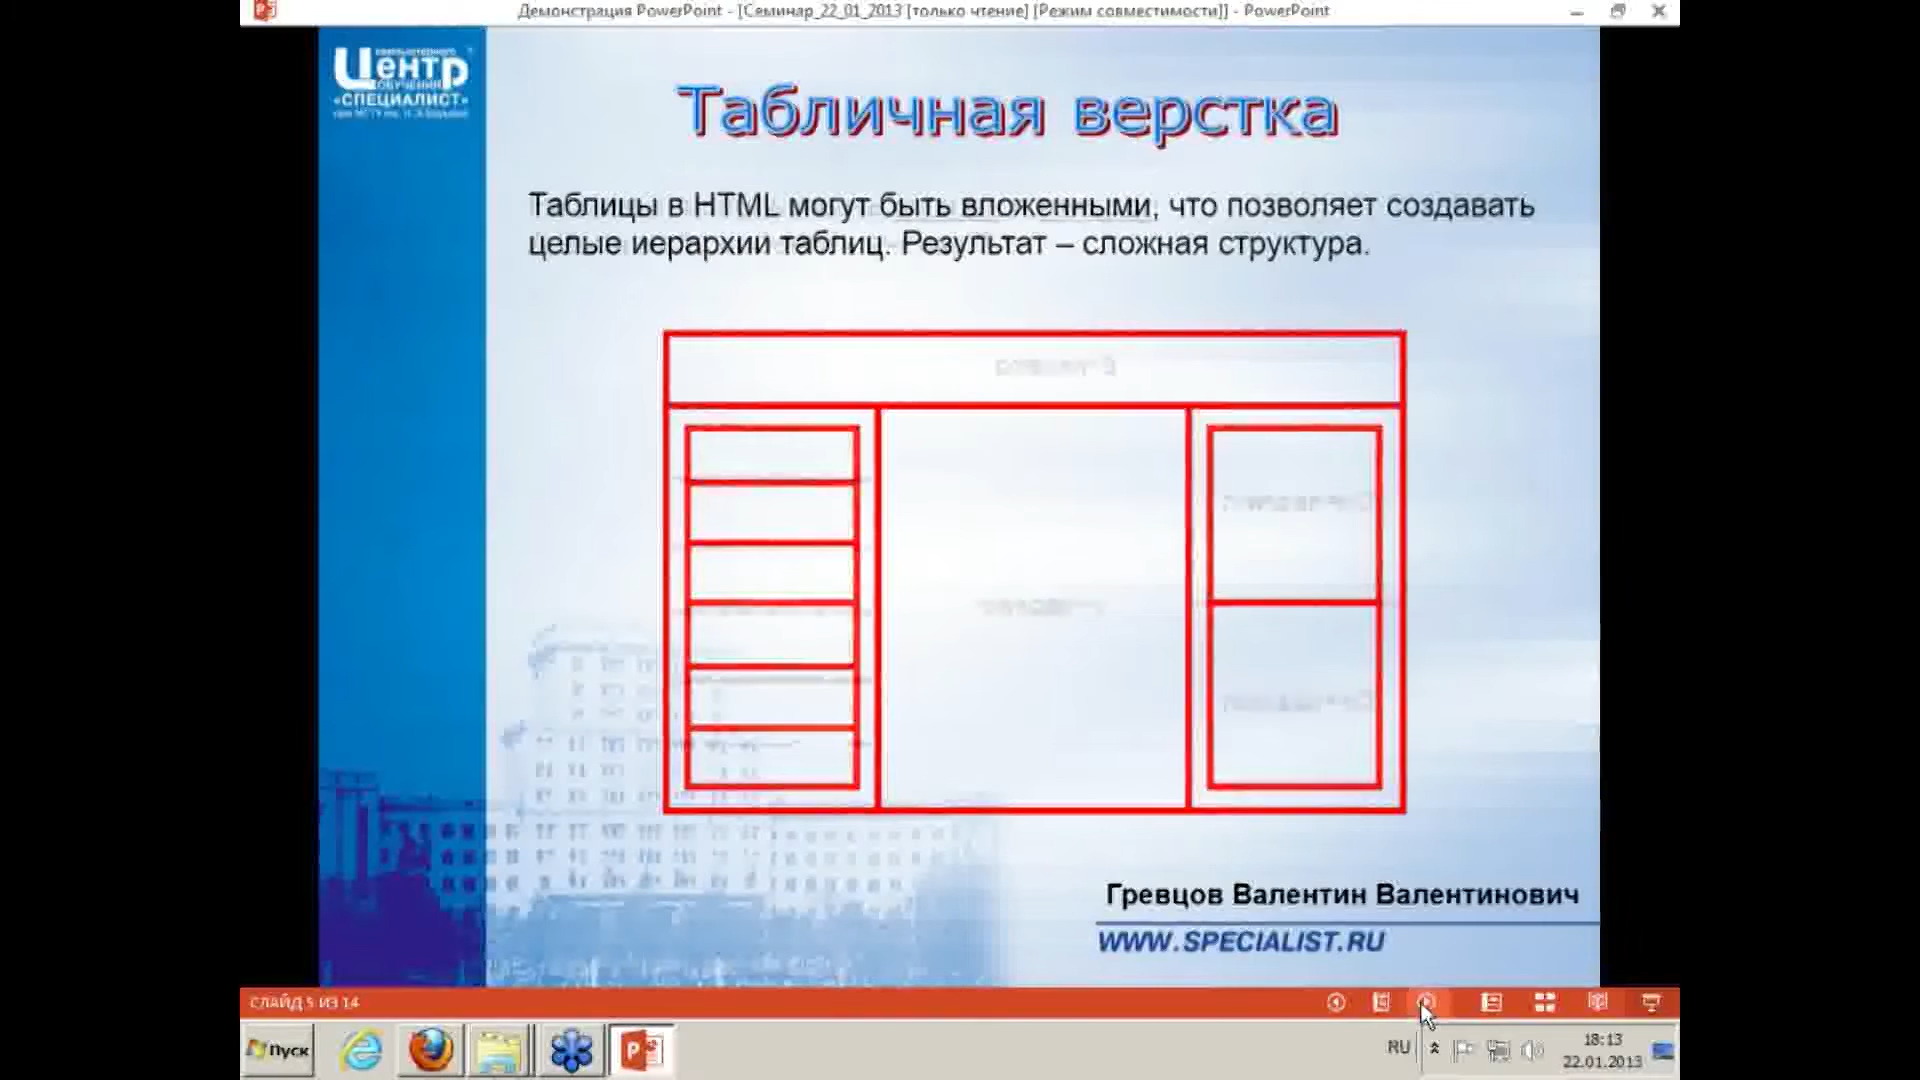 Демонстрация PowerPoint - [Семинар_22_01_2013 [только чтение] [Режим совместимости]] - PowerPoint
компьютерного
Центр
ОБУЧЕНИЯ
«СПЕЦИАЛИСТ»
Табличная верстка
Таблицы в HTML могут быть вложенными, что позволяет создавать
целые иерархии таблиц. Результат – сложная структура.
Гревцов Валентин Валентинович
WWW.SPECIALIST.RU
СЛАЙД 5 ИЗ 14
Пуск
RU
18:13
22.01.2013